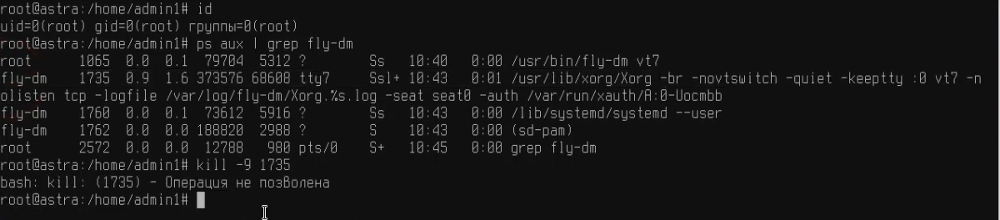 root@astra:/home/admin1# id
uid=0(root) gid=0(root) группы=0(root)
root@astra:/home/admin1# ps aux | grep fly-dm
root      1065  0.0  0.1  79704  5312 ?        Ss   10:40   0:00 /usr/bin/fly-dm vt7
fly-dm    1735  0.9  1.6 373576 68608 tty7     Ssl+ 10:43   0:01 /usr/lib/xorg/Xorg -br -novtswitch -quiet -keeptty :0 vt7 -n
olisten tcp -logfile /var/log/fly-dm/Xorg.%s.log -seat seat0 -auth /var/run/xauth/A:0-Uocmbb
fly-dm    1760  0.0  0.1  73612  5916 ?        Ss   10:43   0:00 /lib/systemd/systemd --user
fly-dm    1762  0.0  0.0 188820  2988 ?        S    10:43   0:00 (sd-pam)
root      2572  0.0  0.0  12788   980 pts/0    S+   10:45   0:00 grep fly-dm
root@astra:/home/admin1# kill -9 1735
bash: kill: (1735) - Операция не позволена
root@astra:/home/admin1#